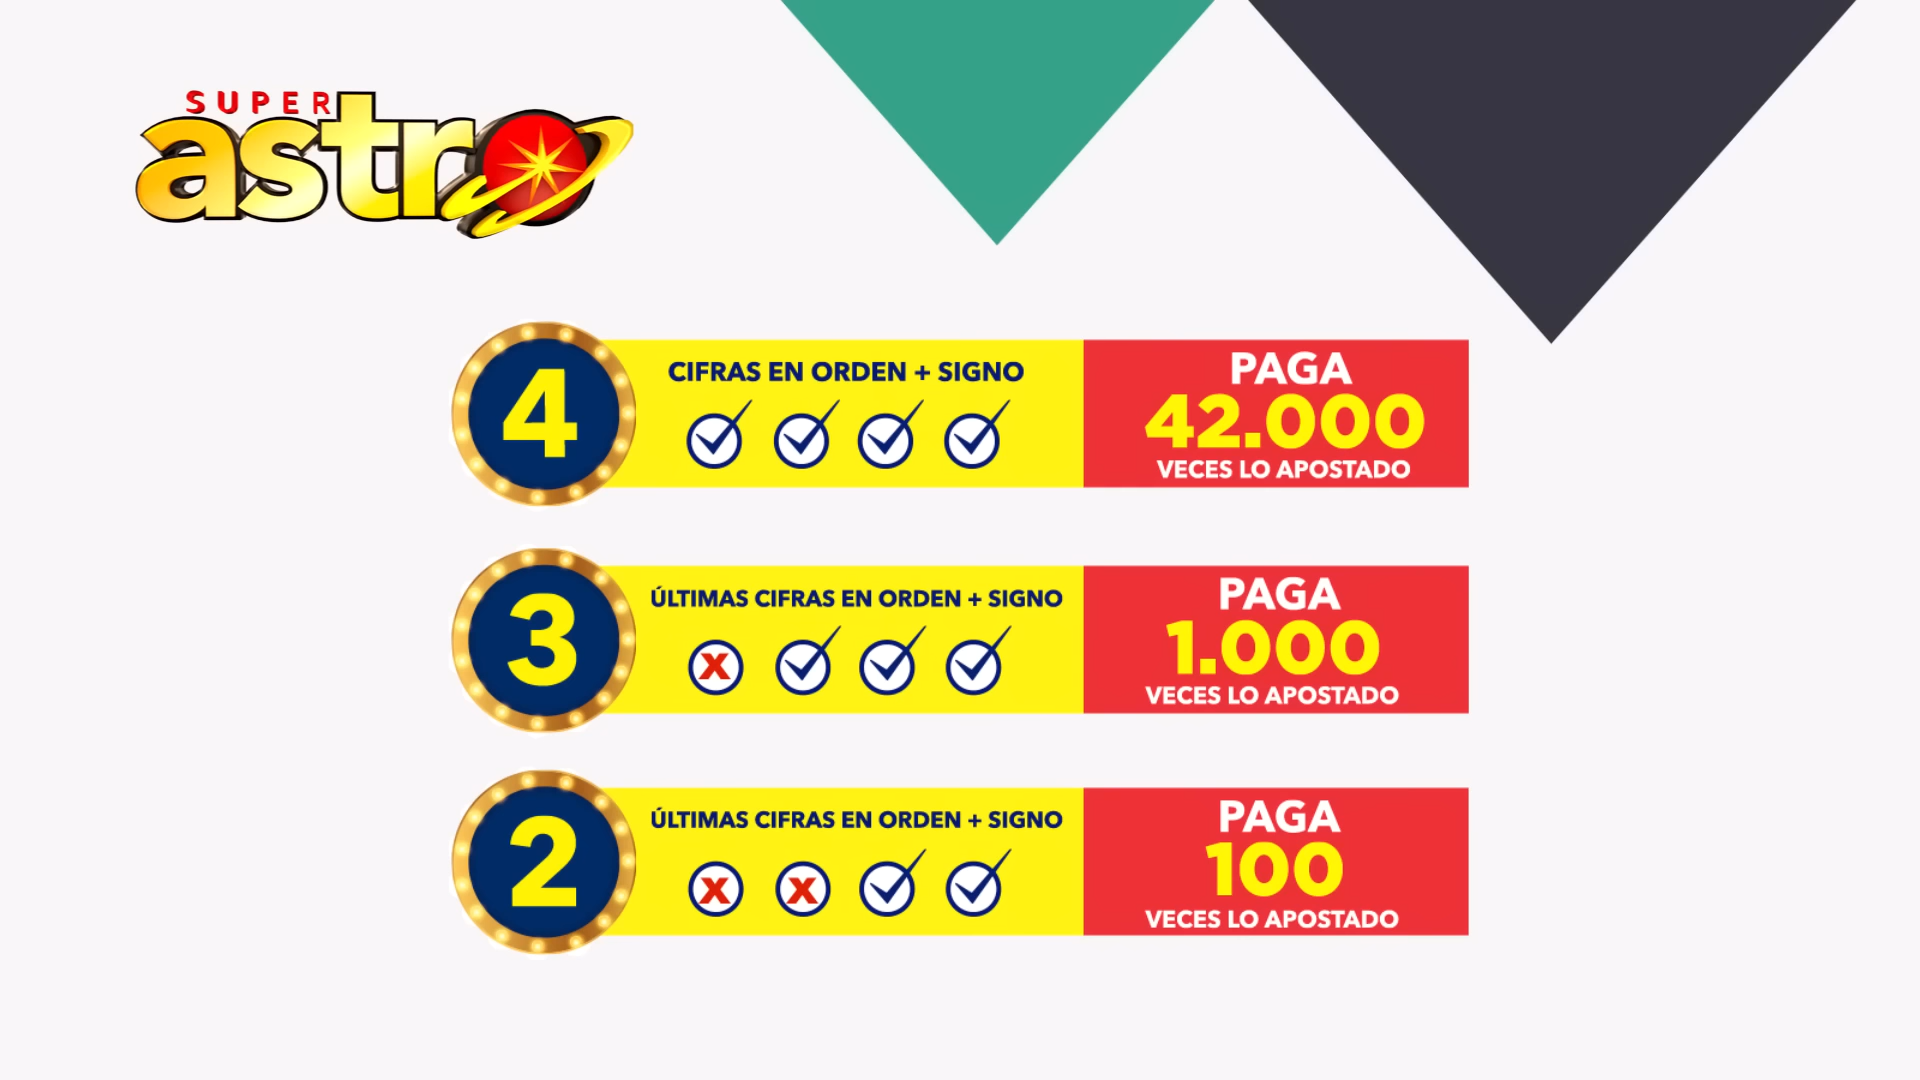 SUPER
astro
4
CIFRAS EN ORDEN + SIGNO
PAGA
42.000
VECES LO APOSTADO
3
ÚLTIMAS CIFRAS EN ORDEN + SIGNO
X
PAGA
1.000
VECES LO APOSTADO
2
ÚLTIMAS CIFRAS EN ORDEN + SIGNO
X X
PAGA
100
VECES LO APOSTADO